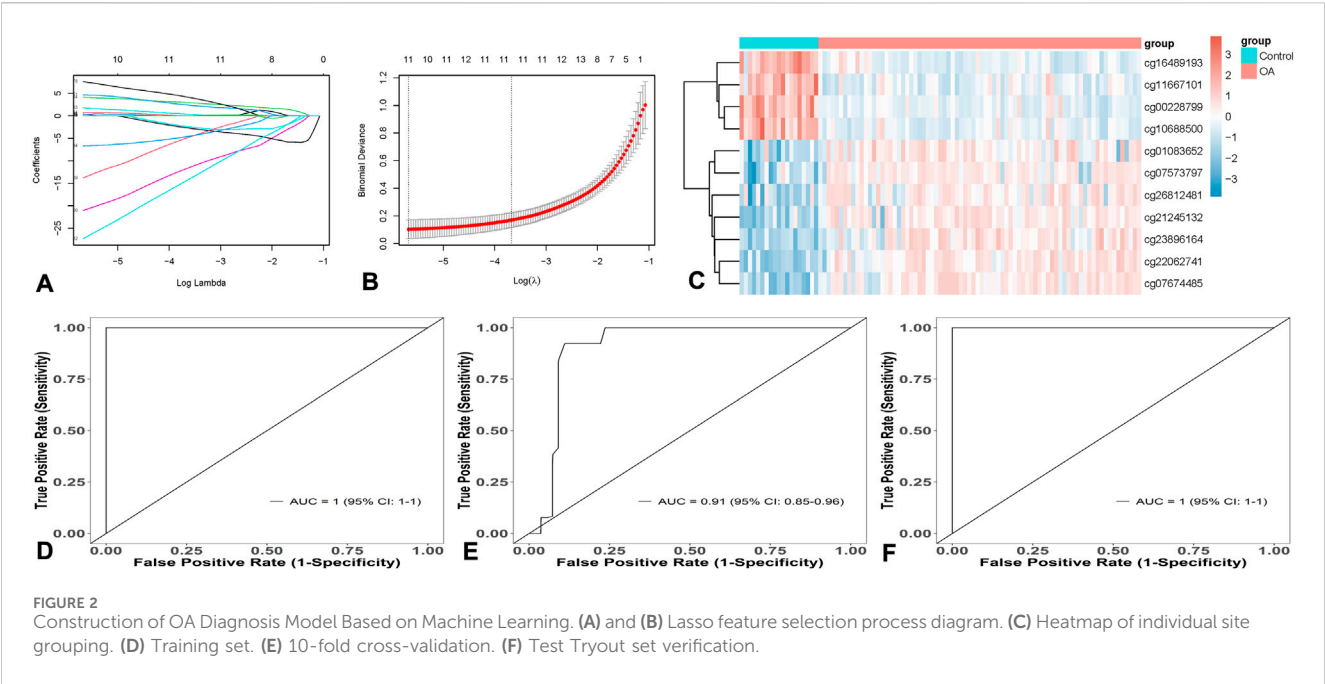 10 11 11 8 0
5
0
-5
-15
-25
Coefficients
-5 -4 -3 -2 -1
Log Lambda
A
11 10 11 12 11 11 12 13 8 7 5 1
1.2
1.0
0.8
0.6
0.4
0.2
0.0
Binomial Deviance
-5 -4 -3 -2 -1
Log(λ)
B
group
cg16489193
cg11667101
cg00228799
cg10688500
cg01083652
cg07573797
cg26812481
cg21245132
cg23896164
cg22062741
cg07674485
3
2
1
0
-1
-2
-3
group
Control
OA
C
1.00
0.75
0.50
0.25
0.00
True Positive Rate (Sensitivity)
AUC = 1 (95% CI: 1-1)
0.00 0.25 0.50 0.75 1.00
False Positive Rate (1-Specificity)
D
1.00
0.75
0.50
0.25
0.00
True Positive Rate (Sensitivity)
AUC = 0.91 (95% CI: 0.85-0.96)
0.00 0.25 0.50 0.75 1.00
False Positive Rate (1-Specificity)
E
1.00
0.75
0.50
0.25
0.00
True Positive Rate (Sensitivity)
AUC = 1 (95% CI: 1-1)
0.00 0.25 0.50 0.75 1.00
False Positive Rate (1-Specificity)
F
FIGURE 2
Construction of OA Diagnosis Model Based on Machine Learning. (A) and (B) Lasso feature selection process diagram. (C) Heatmap of individual site
grouping. (D) Training set. (E) 10-fold cross-validation. (F) Test Tryout set verification.